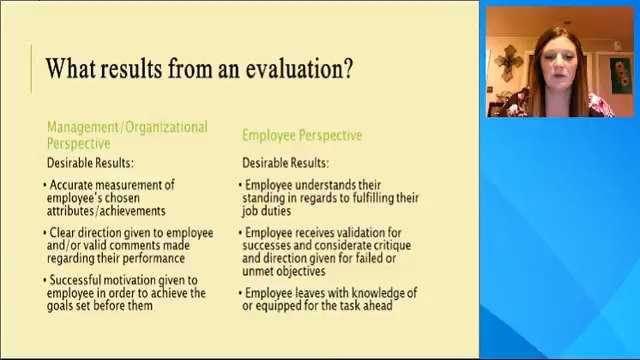 What results from an evaluation?
Management/Organizational
Perspective
Desirable Results:
• Accurate measurement of
employee's chosen
attributes/achievements
• Clear direction given to employee
and/or valid comments made
regarding their performance
• Successful motivation given to
employee in order to achieve the
goals set before them
Employee Perspective
Desirable Results:
• Employee understands their
standing in regards to fulfilling their
job duties
• Employee receives validation for
successes and considerate critique
and direction given for failed or
unmet objectives
• Employee leaves with knowledge of
or equipped for the task ahead